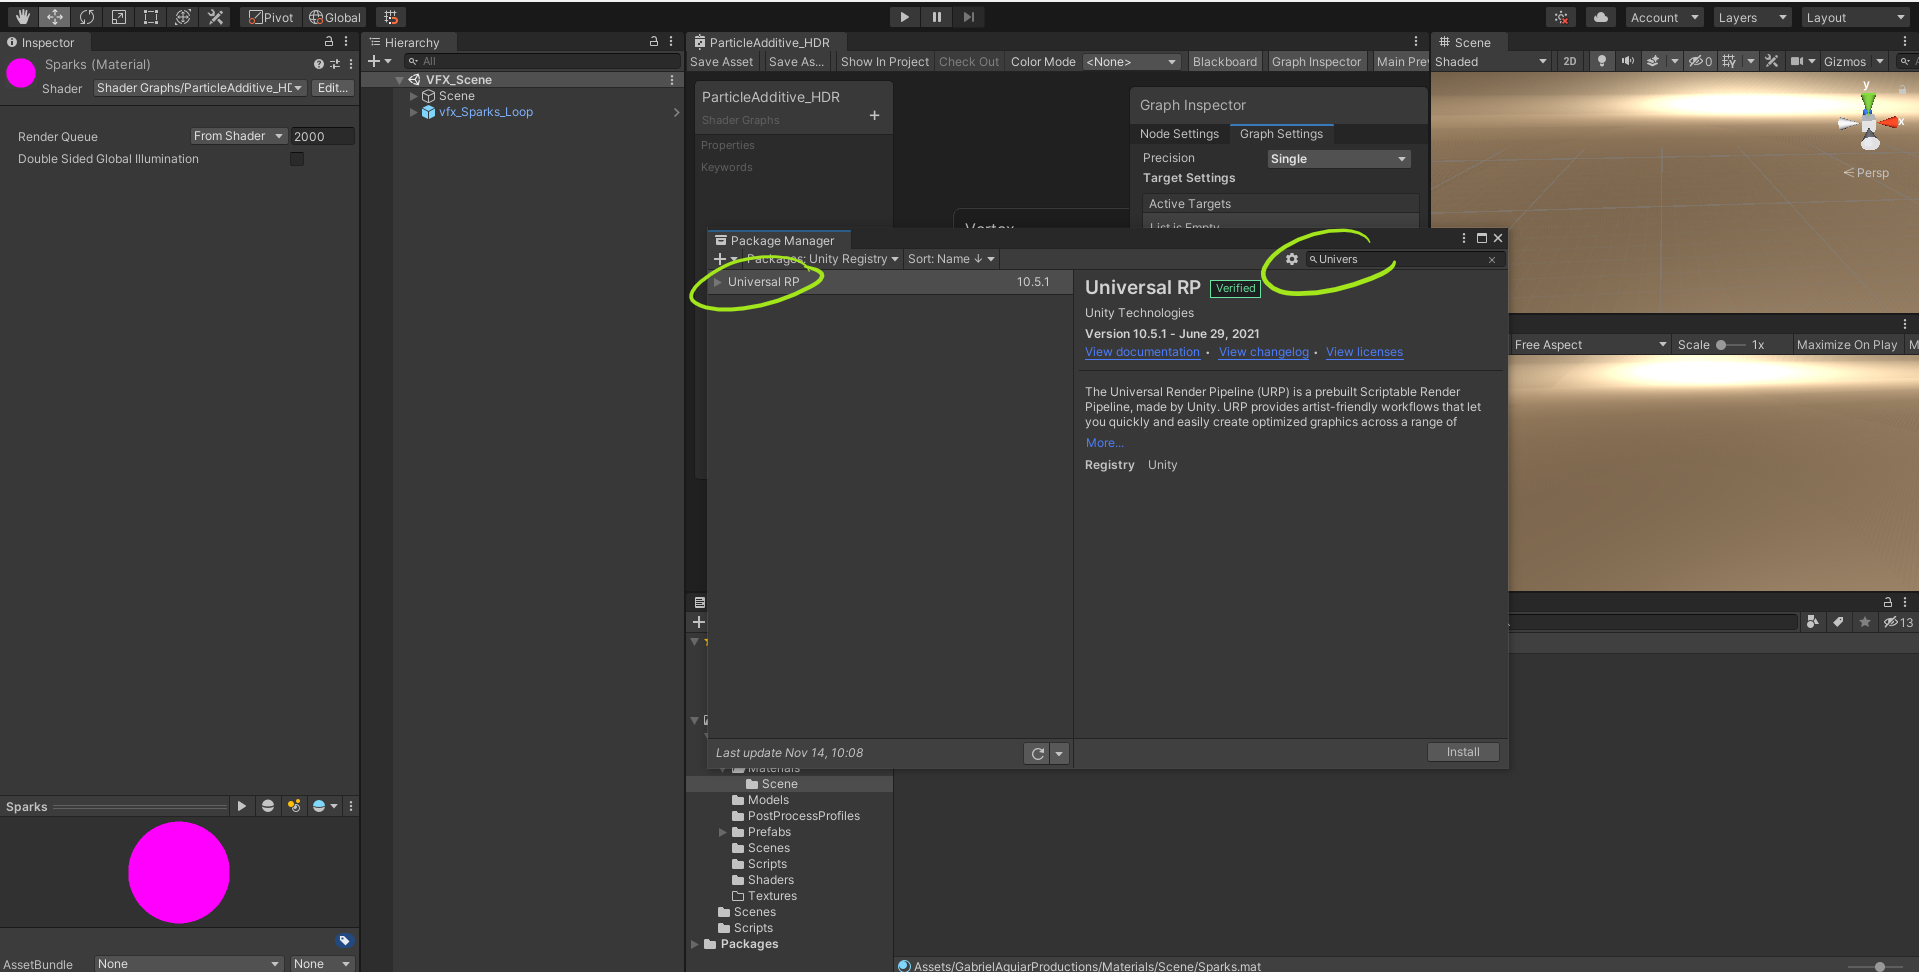 Pivot
Global
Account
Layers
Layout
Inspector
Sparks (Material)
Shader
Shader Graphs/ParticleAdditive_HD
Edit...
Render Queue
From Shader
2000
Double Sided Global Illumination
Hierarchy
All
VFX_Scene
Scene
vfx_Sparks_Loop
ParticleAdditive_HDR
Save Asset
Save As...
Show In Project
Check Out
Color Mode
<None>
Blackboard
Graph Inspector
Main Prev
ParticleAdditive_HDR
Shader Graphs
+
Properties
Keywords
Vertex
Graph Inspector
Node Settings
Graph Settings
Precision
Single
Target Settings
Active Targets
List is Empty
Scene
Shaded
2D
0
Gizmos
y
x
Persp
Package Manager
Packages: Unity Registry
Sort: Name ↓
Univers
Universal RP
10.5.1
Universal RP
Verified
Unity Technologies
Version 10.5.1 - June 29, 2021
View documentation • View changelog • View licenses
The Universal Render Pipeline (URP) is a prebuilt Scriptable Render
Pipeline, made by Unity. URP provides artist-friendly workflows that let
you quickly and easily create optimized graphics across a range of
More...
Registry Unity
Last update Nov 14, 10:08
Install
Free Aspect
Scale
1x
Maximize On Play
M
13
Materials
Scene
Models
PostProcessProfiles
Prefabs
Scenes
Scripts
Shaders
Textures
Scenes
Scripts
Packages
Sparks
AssetBundle
None
None
Assets/GabrielAguiarProductions/Materials/Scene/Sparks.mat